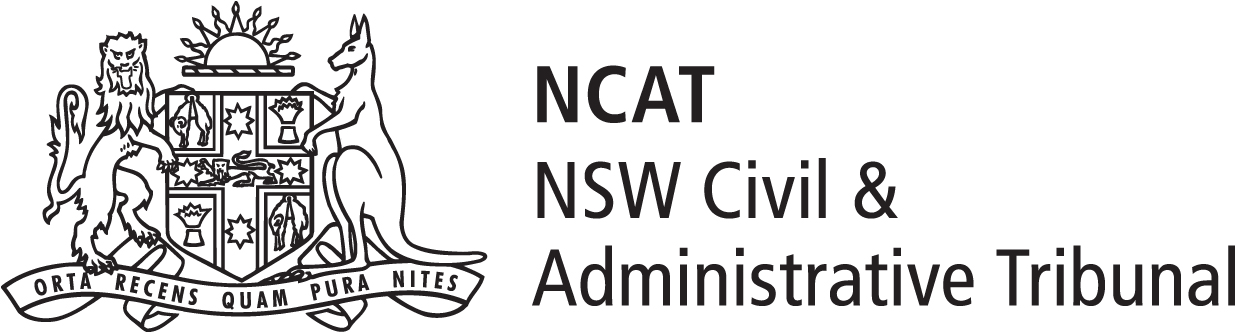 ORTA RECENS QUAM PURA NITES
NCAT
NSW Civil &
Administrative Tribunal